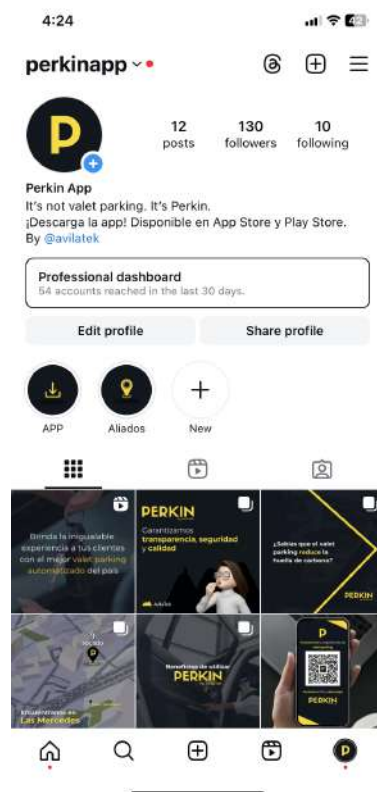 4:24
42
perkinapp
12
posts
130
followers
10
following
Perkin App
It's not valet parking. It's Perkin.
¡Descarga la app! Disponible en App Store y Play Store.
By @avilatek
Professional dashboard
54 accounts reached in the last 30 days.
Edit profile
Share profile
APP
Aliados
New
Brinda la inigualable
experiencia a tus clientes
con el mejor valet parking
automatizado del país
PERKIN
Garantizamos
transparencia, seguridad
y calidad
¿Sabías que el valet
parking reduce la
huella de carbono?
PERKIN
Encuéntranos en
Las Mercedes
Beneficios de utilizar
PERKIN
P
PERKIN